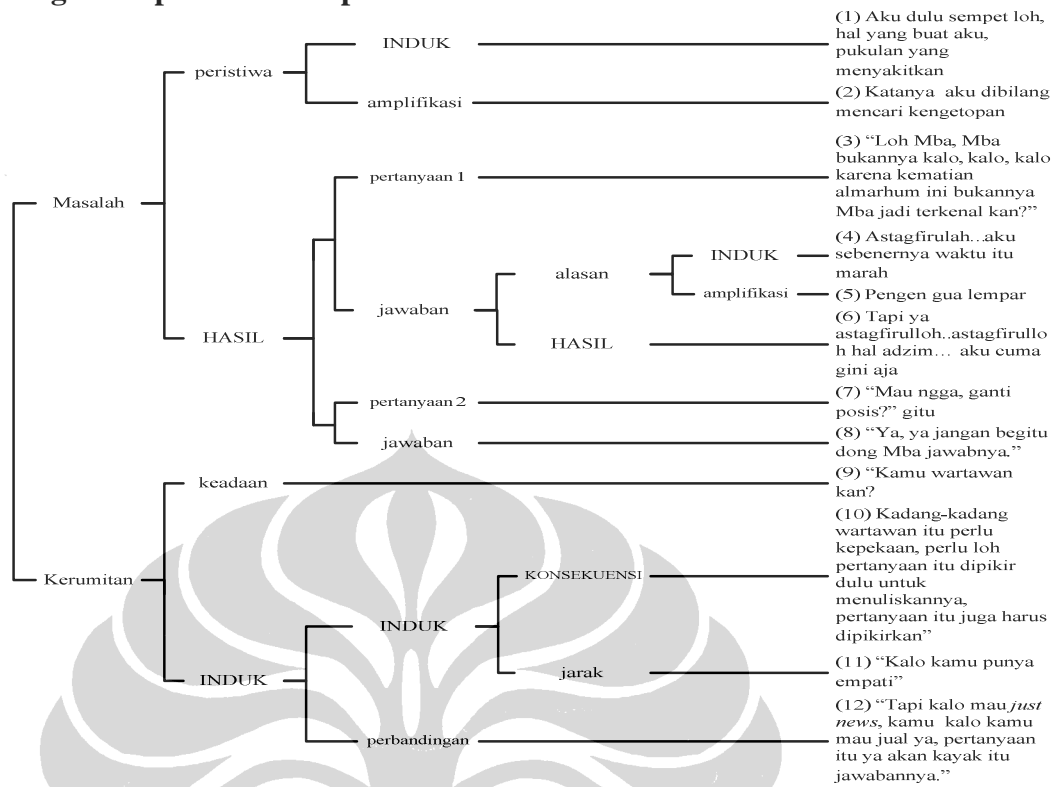 INDUK
(1) Aku dulu sempet loh,
hal yang buat aku,
pukulan yang
menyakitkan
peristiwa
amplifikasi
(2) Katanya aku dibilang
mencari kengetopan
Masalah
pertanyaan 1
(3) “Loh Mba, Mba
bukannya kalo, kalo, kalo
karena kematian
almarhum ini bukannya
Mba jadi terkenal kan?”
HASIL
jawaban
alasan
INDUK
(4) Astagfirulah...aku
sebenernya waktu itu
marah
amplifikasi
(5) Pengen gua lempar
HASIL
(6) Tapi ya
astagfirulloh..astagfirullo
h hal adzim… aku cuma
gini aja
pertanyaan 2
(7) “Mau ngga, ganti
posis?” gitu
jawaban
(8) “Ya, ya jangan begitu
dong Mba jawabnya.”
Kerumitan
keadaan
(9) “Kamu wartawan
kan?
INDUK
INDUK
KONSEKUENSI
(10) Kadang-kadang
wartawan itu perlu
kepekaan, perlu loh
pertanyaan itu dipikir
dulu untuk
menuliskannya,
pertanyaan itu juga harus
dipikirkan”
jarak
(11) “Kalo kamu punya
empati”
perbandingan
(12) “Tapi kalo mau just
news, kamu kalo kamu
mau jual ya, pertanyaan
itu ya akan kayak itu
jawabannya.”